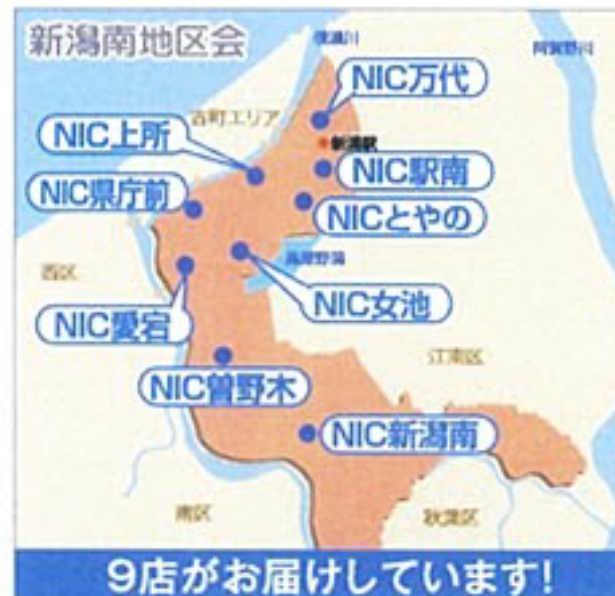 新潟南地区会
信濃川
阿賀野川
NIC万代
古町エリア
新潟駅
NIC上所
NIC駅南
NIC県庁前
NICとやの
鳥屋野潟
西区
NIC女池
NIC愛宕
江南区
NIC曽野木
NIC新潟南
南区
秋葉区
9店がお届けしています!